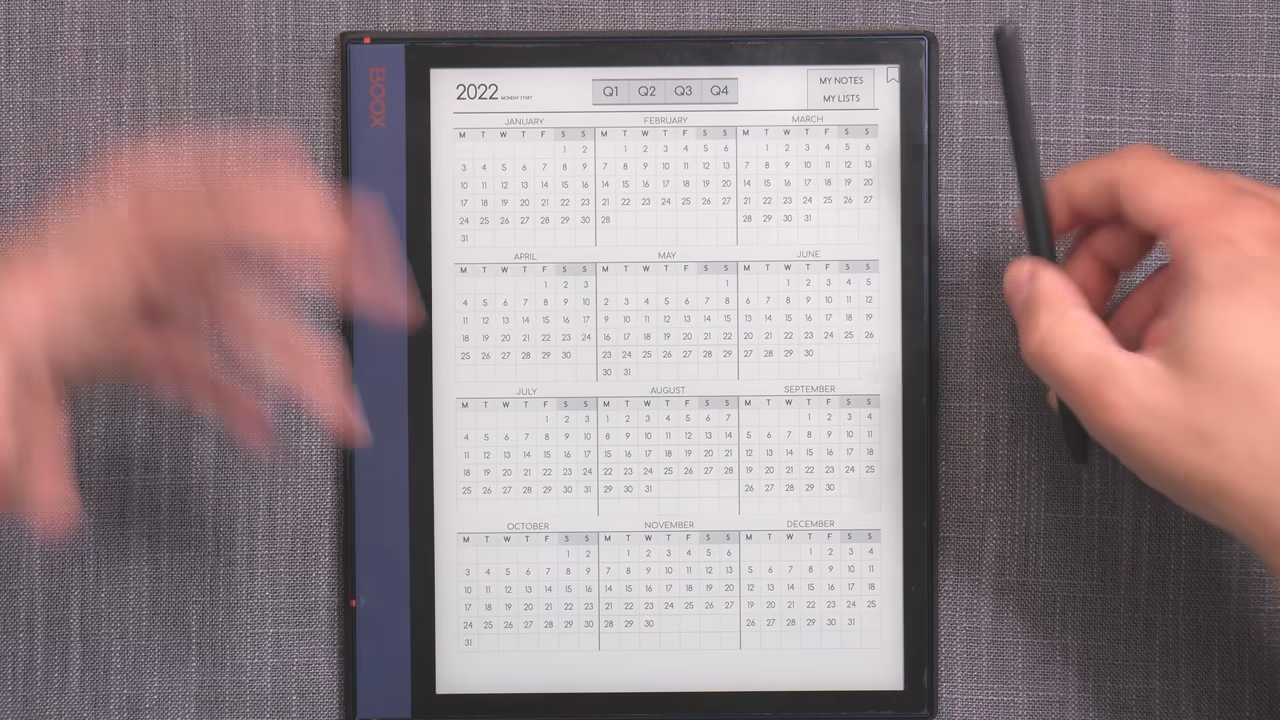 BOOX
2022 MONDAY START
Q1 Q2 Q3 Q4
MY NOTES
MY LISTS
JANUARY
M T W T F S S
1 2
3 4 5 6 7 8 9
10 11 12 13 14 15 16
17 18 19 20 21 22 23
24 25 26 27 28 29 30
31
FEBRUARY
M T W T F S S
1 2 3 4 5 6
7 8 9 10 11 12 13
14 15 16 17 18 19 20
21 22 23 24 25 26 27
28
MARCH
M T W T F S S
1 2 3 4 5 6
7 8 9 10 11 12 13
14 15 16 17 18 19 20
21 22 23 24 25 26 27
28 29 30 31
APRIL
M T W T F S S
1 2 3
4 5 6 7 8 9 10
11 12 13 14 15 16 17
18 19 20 21 22 23 24
25 26 27 28 29 30
MAY
M T W T F S S
1
2 3 4 5 6 7 8
9 10 11 12 13 14 15
16 17 18 19 20 21 22
23 24 25 26 27 28 29
30 31
JUNE
M T W T F S S
1 2 3 4 5
6 7 8 9 10 11 12
13 14 15 16 17 18 19
20 21 22 23 24 25 26
27 28 29 30
JULY
M T W T F S S
1 2 3
4 5 6 7 8 9 10
11 12 13 14 15 16 17
18 19 20 21 22 23 24
25 26 27 28 29 30 31
AUGUST
M T W T F S S
1 2 3 4 5 6 7
8 9 10 11 12 13 14
15 16 17 18 19 20 21
22 23 24 25 26 27 28
29 30 31
SEPTEMBER
M T W T F S S
1 2 3 4
5 6 7 8 9 10 11
12 13 14 15 16 17 18
19 20 21 22 23 24 25
26 27 28 29 30
OCTOBER
M T W T F S S
1 2
3 4 5 6 7 8 9
10 11 12 13 14 15 16
17 18 19 20 21 22 23
24 25 26 27 28 29 30
31
NOVEMBER
M T W T F S S
1 2 3 4 5 6
7 8 9 10 11 12 13
14 15 16 17 18 19 20
21 22 23 24 25 26 27
28 29 30
DECEMBER
M T W T F S S
1 2 3 4
5 6 7 8 9 10 11
12 13 14 15 16 17 18
19 20 21 22 23 24 25
26 27 28 29 30 31